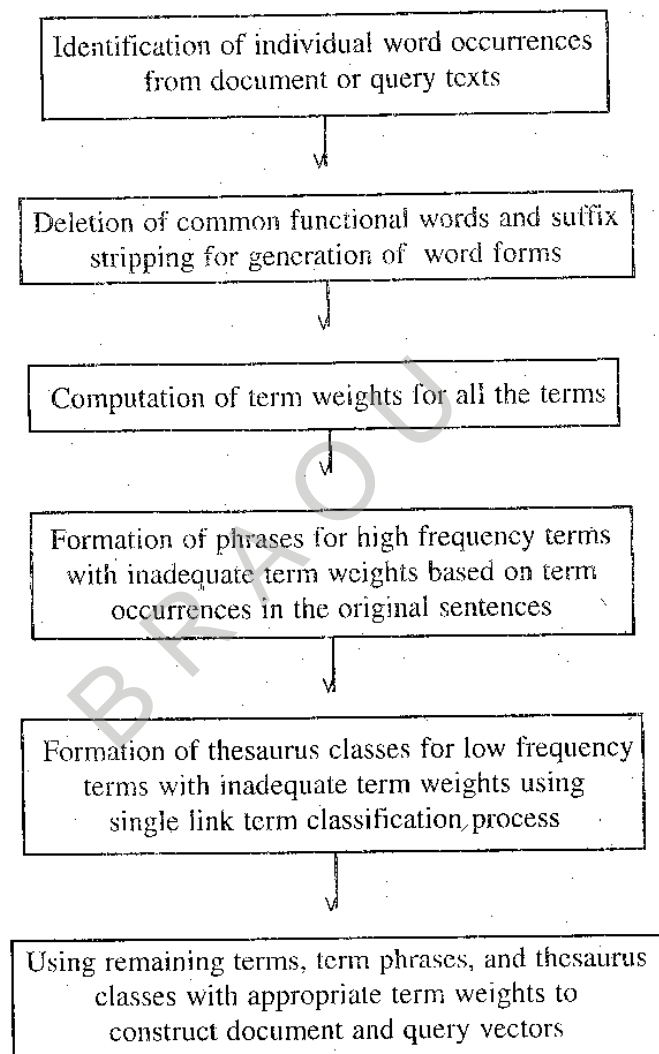 Identification of individual word occurrences
from document or query texts
Deletion of common functional words and suffix
stripping for generation of word forms
Computation of term weights for all the terms
Formation of phrases for high frequency terms
with inadequate term weights based on term
occurrences in the original sentences
Formation of thesaurus classes for low frequency
terms with inadequate term weights using
single link term classification process
Using remaining terms, term phrases, and thesaurus
classes with appropriate term weights to
construct document and query vectors
BRAOU